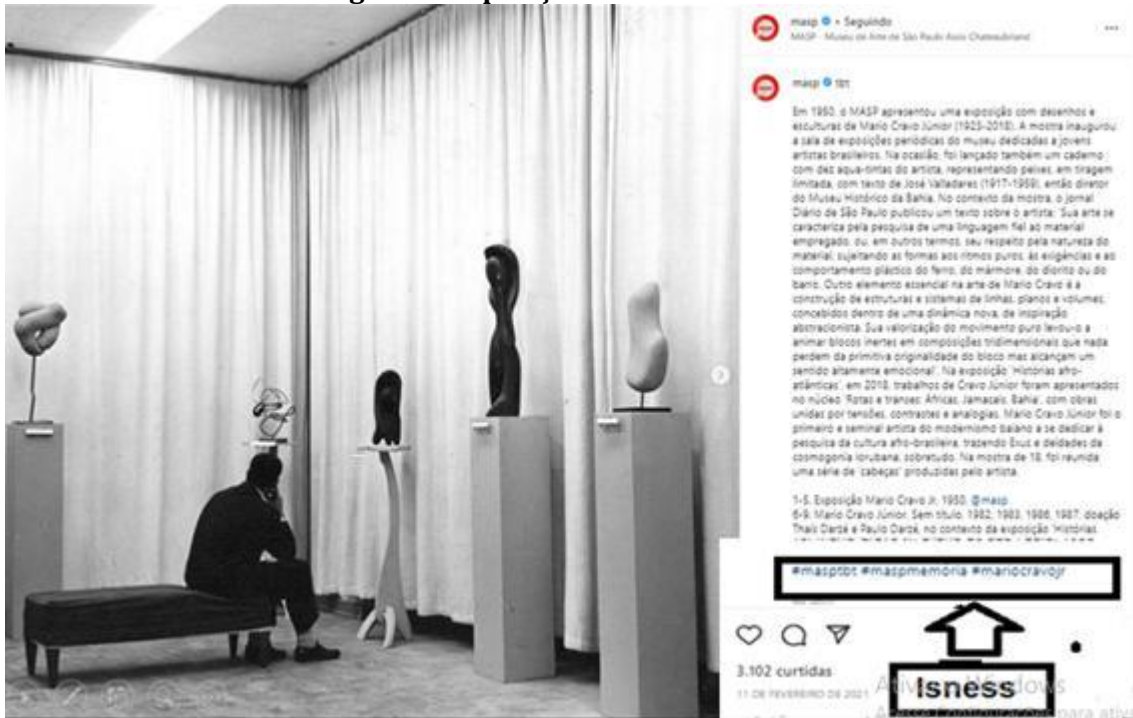 masp • Seguindo
MASP - Museu de Arte de São Paulo Assis Chateaubriand
masp
Em 1950, o MASP apresentou uma exposição com desenhos e
esculturas de Mario Cravo Júnior (1923-2018). A mostra inaugurou
a sala de exposições periódicas do museu dedicadas a jovens
artistas brasileiros. Na ocasião, foi lançado também um caderno
com dez aqua-tintas do artista, representando peixes, em tiragem
limitada, com texto de José Valladares (1917-1959), então diretor
do Museu Histórico da Bahia. No contexto da mostra, o jornal
Diário de São Paulo publicou um texto sobre o artista: 'Sua arte se
caracteriza pela pesquisa de uma linguagem fiel ao material
empregado, ou, em outros termos, seu respeito pela natureza do
material, sujeitando as formas aos ritmos puros, às exigências e ao
comportamento plástico do ferro, do mármore, do diorito ou do
barro. Outro elemento essencial na arte de Mario Cravo é a
construção de estruturas e sistemas de linhas, planos e volumes,
concebidos dentro de uma dinâmica nova, de inspiração
abstracionista. Sua valorização do movimento puro levou-o a
animar blocos inertes em composições tridimensionais que nada
perdem da primitiva originalidade do bloco mas alcançam um
sentido altamente emocional'. Na exposição 'Histórias afro-
atlânticas', em 2018, trabalhos de Cravo Júnior foram apresentados
no núcleo 'Rotas e transes: Áfricas, Jamaica, Bahia', com obras
unidas por tensões, contrastes e analogias. Mario Cravo Júnior foi o
primeiro e seminal artista do modernismo baiano a se dedicar à
pesquisa da cultura afro-brasileira, trazendo Exus e deidades da
cosmogonia iorubana, sobretudo. Na mostra de 18, foi reunida
uma série de 'cabeças' produzidas pelo artista.
1-5. Exposição Mario Cravo Jr, 1950. @masp
6-9. Mario Cravo Júnior, Sem título, 1982, 1983, 1986, 1987, doação
Thais Darzé e Paulo Darzé, no contexto da exposição 'Histórias
#masptbt #maspmemória #mariocravojr
3.102 curtidas
11 DE FEVEREIRO DE 2021
Isness